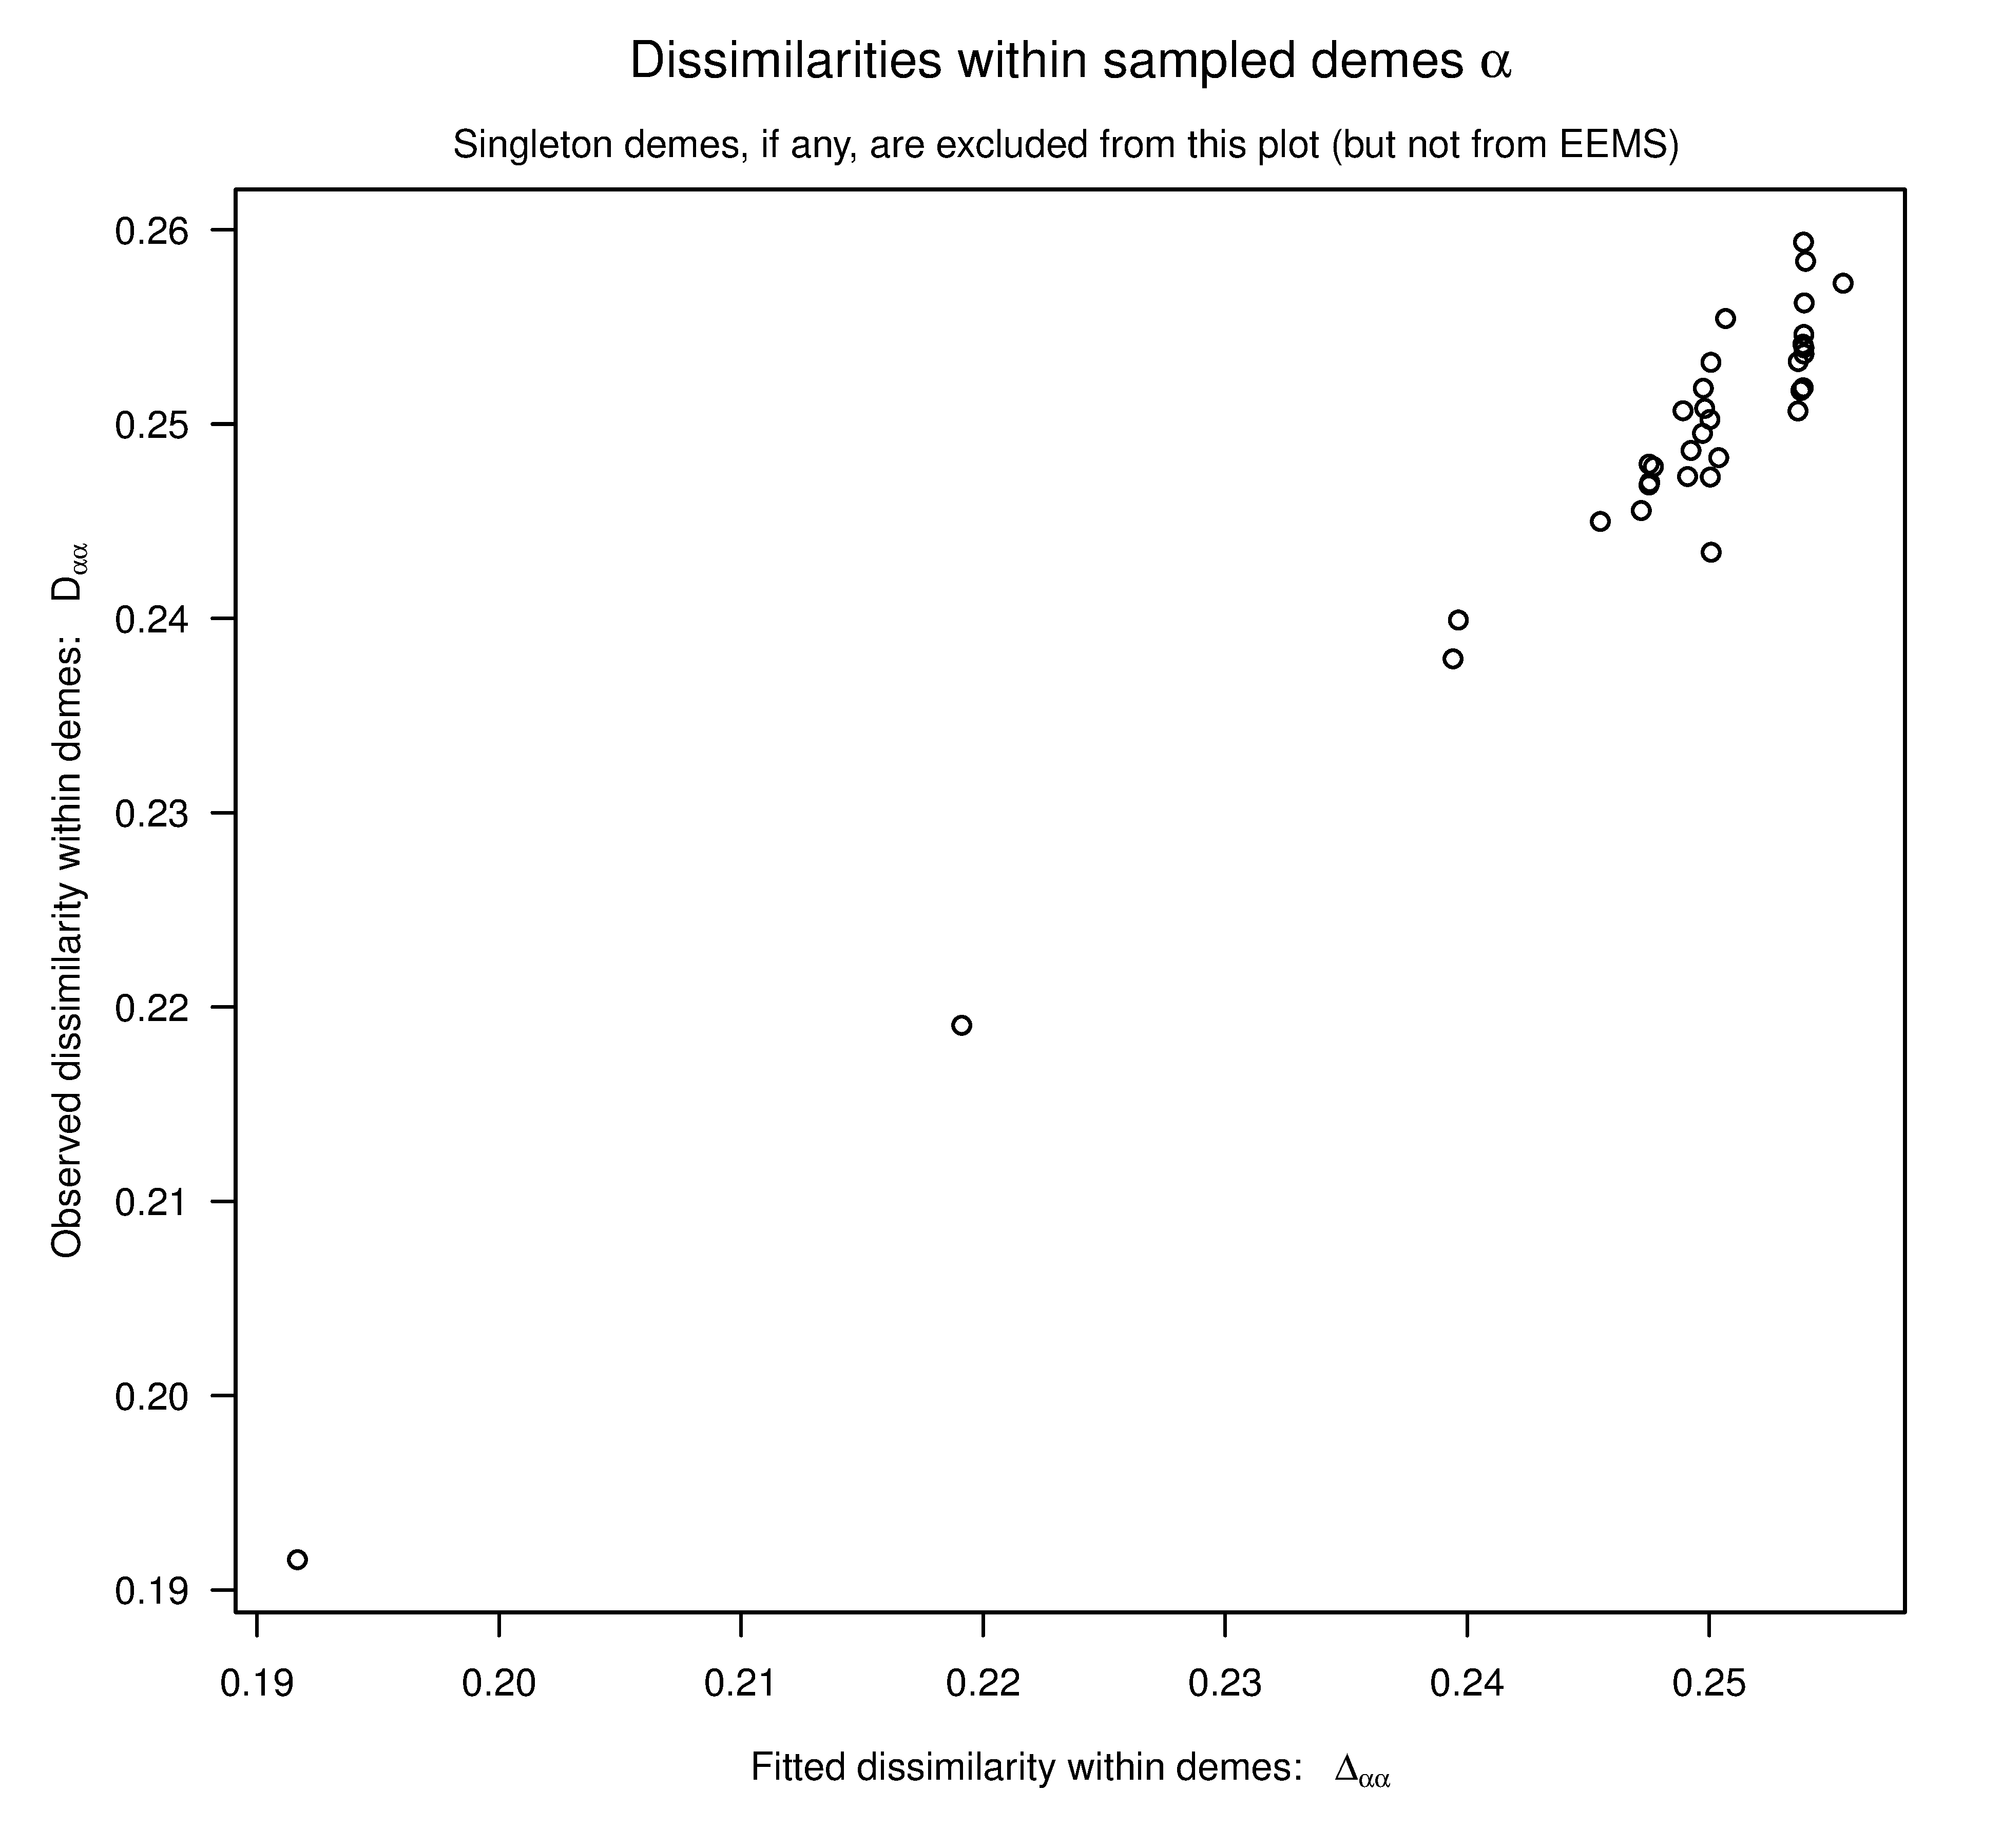 Dissimilarities within sampled demes α
Singleton demes, if any, are excluded from this plot (but not from EEMS)
Observed dissimilarity within demes: Dαα
0.26
0.25
0.24
0.23
0.22
0.21
0.20
0.19
0.19 0.20 0.21 0.22 0.23 0.24 0.25
Fitted dissimilarity within demes: Δαα